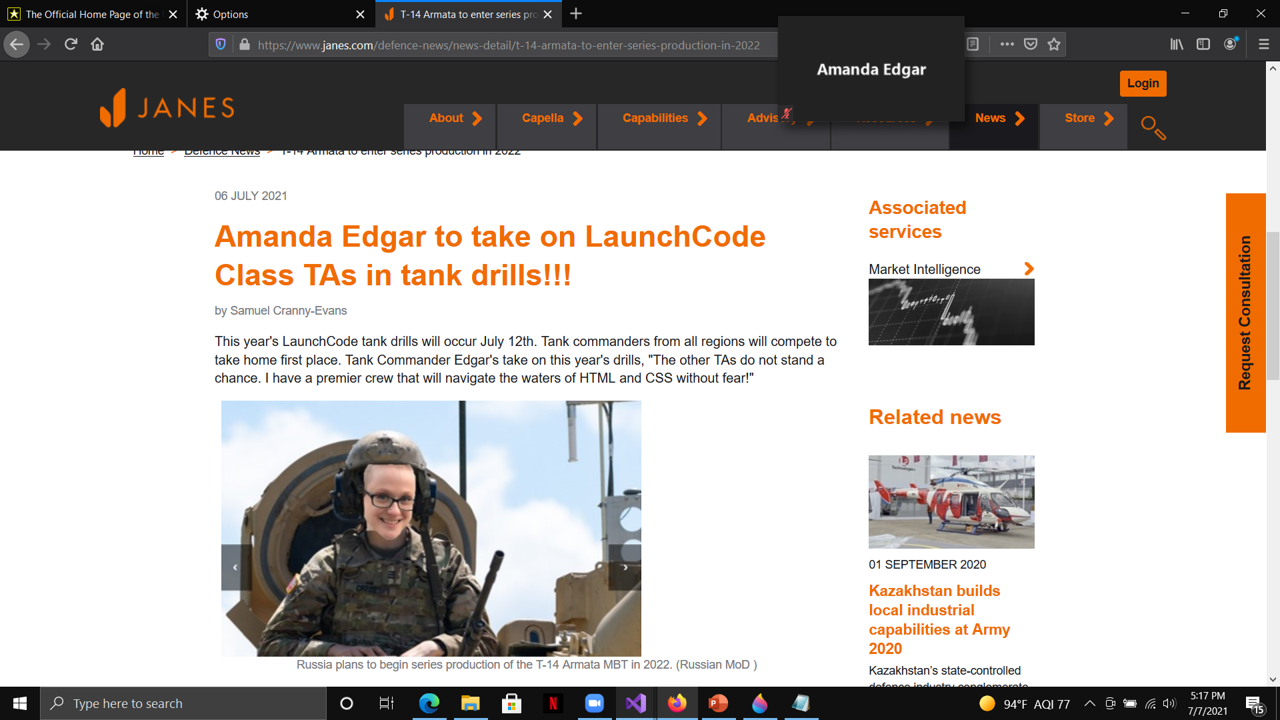 The Official Home Page of the
Options
T-14 Armata to enter series pro
https://www.janes.com/defence-news/news-detail/t-14-armata-to-enter-series-production-in-2022
Amanda Edgar
JANES
Login
About
Capella
Capabilities
News
Store
Home > Defence News > T-14 Armata to enter series production in 2022
06 JULY 2021
Amanda Edgar to take on LaunchCode
Class TAs in tank drills!!!
by Samuel Cranny-Evans
This year's LaunchCode tank drills will occur July 12th. Tank commanders from all regions will compete to
take home first place. Tank Commander Edgar's take on this year's drills, "The other TAs do not stand a
chance. I have a premier crew that will navigate the waters of HTML and CSS without fear!"
Russia plans to begin series production of the T-14 Armata MBT in 2022. (Russian MoD )
Associated
services
Market Intelligence
Related news
01 SEPTEMBER 2020
Kazakhstan builds
local industrial
capabilities at Army
2020
Kazakhstan's state-controlled
defence industry conglomerate
Request Consultation
Type here to search
94°F AQI 77
5:17 PM
7/7/2021
15